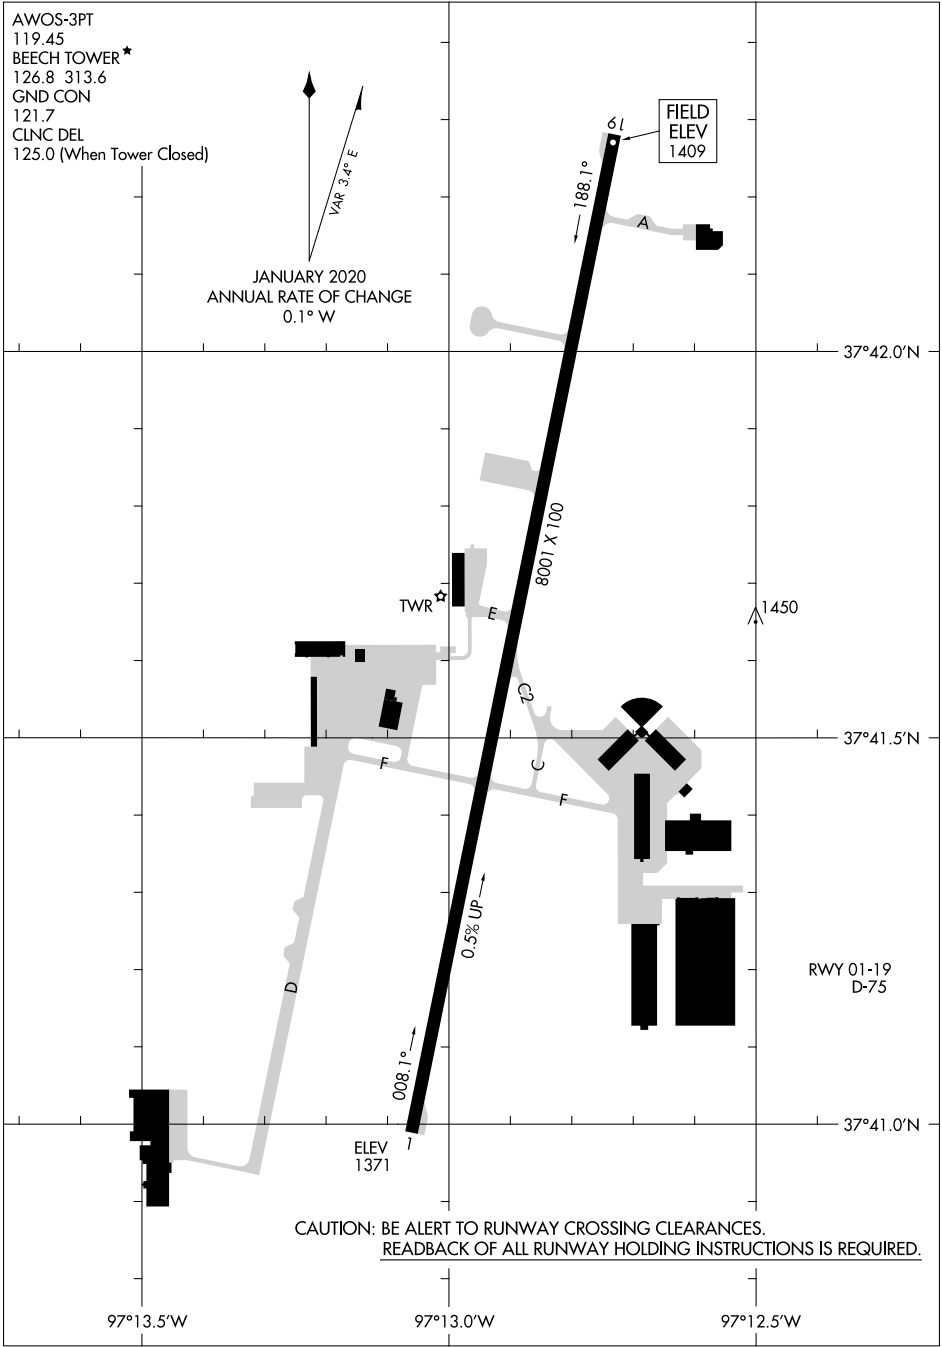 AWOS-3PT
119.45
BEECH TOWER
126.8 313.6
GND CON
121.7
CLNC DEL
125.0 (When Tower Closed)
VAR 3.4° E
JANUARY 2020
ANNUAL RATE OF CHANGE
0.1° W
19
FIELD
ELEV
1409
188.1°
A
37°42.0'N
8001 X 100
TWR
E
1450
C2
37°41.5'N
F
C
F
0.5% UP
D
RWY 01-19
D-75
008.1°
1
ELEV
1371
37°41.0'N
CAUTION: BE ALERT TO RUNWAY CROSSING CLEARANCES.
READBACK OF ALL RUNWAY HOLDING INSTRUCTIONS IS REQUIRED.
97°13.5'W
97°13.0'W
97°12.5'W